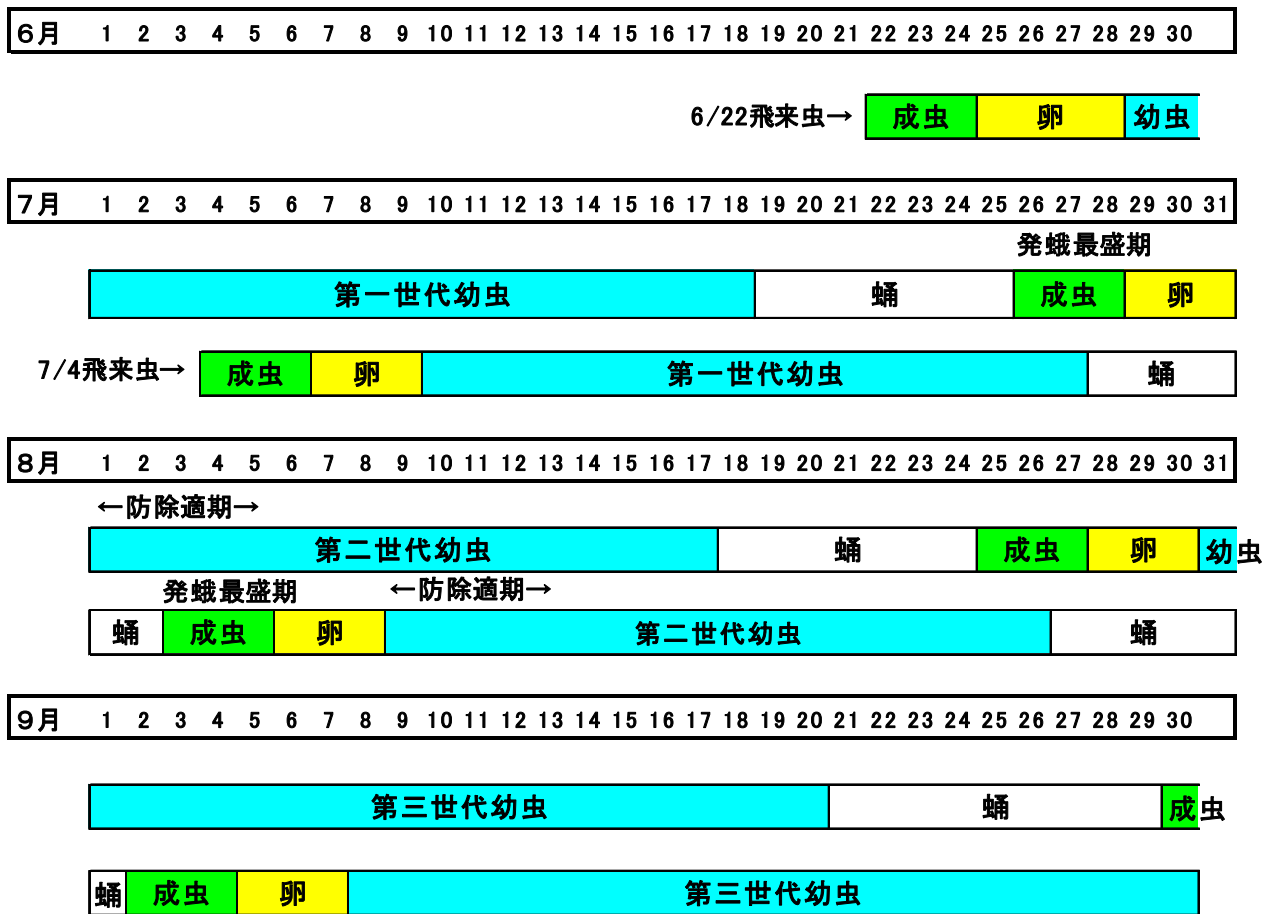 6月 1 2 3 4 5 6 7 8 9 10 11 12 13 14 15 16 17 18 19 20 21 22 23 24 25 26 27 28 29 30
6/22飛来虫→ 成虫 卵 幼虫
7月 1 2 3 4 5 6 7 8 9 10 11 12 13 14 15 16 17 18 19 20 21 22 23 24 25 26 27 28 29 30 31
発蛾最盛期
第一世代幼虫 蛹 成虫 卵
7/4飛来虫→ 成虫 卵 第一世代幼虫 蛹
8月 1 2 3 4 5 6 7 8 9 10 11 12 13 14 15 16 17 18 19 20 21 22 23 24 25 26 27 28 29 30 31
←防除適期→
第二世代幼虫 蛹 成虫 卵 幼虫
発蛾最盛期 ←防除適期→
蛹 成虫 卵 第二世代幼虫 蛹
9月 1 2 3 4 5 6 7 8 9 10 11 12 13 14 15 16 17 18 19 20 21 22 23 24 25 26 27 28 29 30
第三世代幼虫 蛹 成虫
蛹 成虫 卵 第三世代幼虫